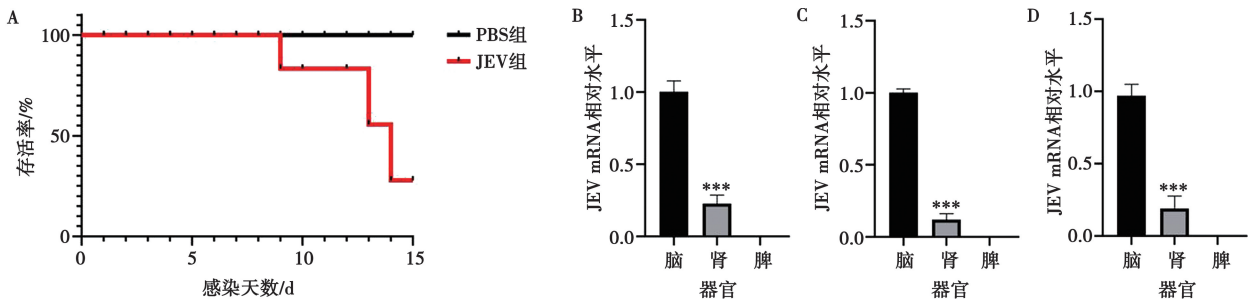 A
存活率/%
100
50
0
0
5
10
15
感染天数/d
PBS组
JEV组
B
JEV mRNA相对水平
1.5
1.0
0.5
0.0
***
脑 肾 脾
器官
C
JEV mRNA相对水平
1.5
1.0
0.5
0.0
***
脑 肾 脾
器官
D
JEV mRNA相对水平
1.5
1.0
0.5
0.0
***
脑 肾 脾
器官